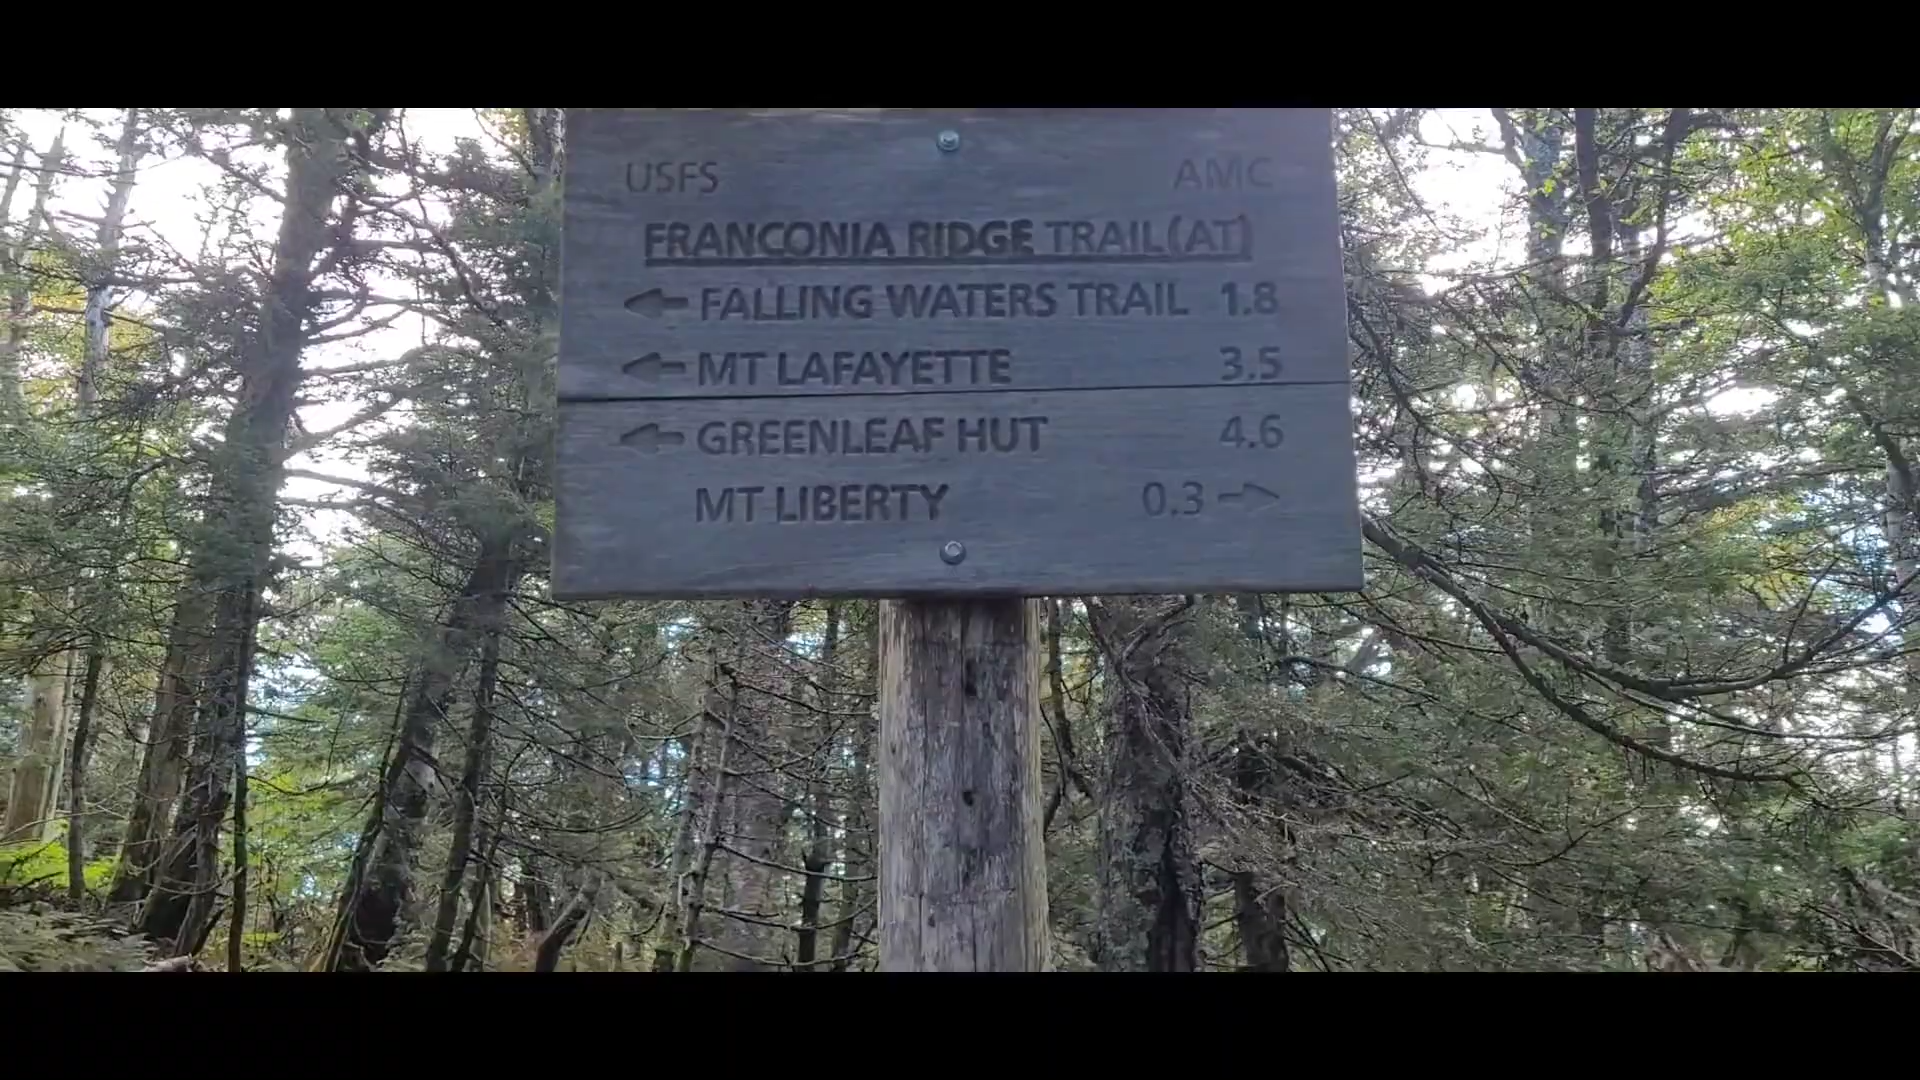 USFS AMC
FRANCONIA RIDGE TRAIL(AT)
← FALLING WATERS TRAIL 1.8
← MT LAFAYETTE 3.5
← GREENLEAF HUT 4.6
MT LIBERTY 0.3 →